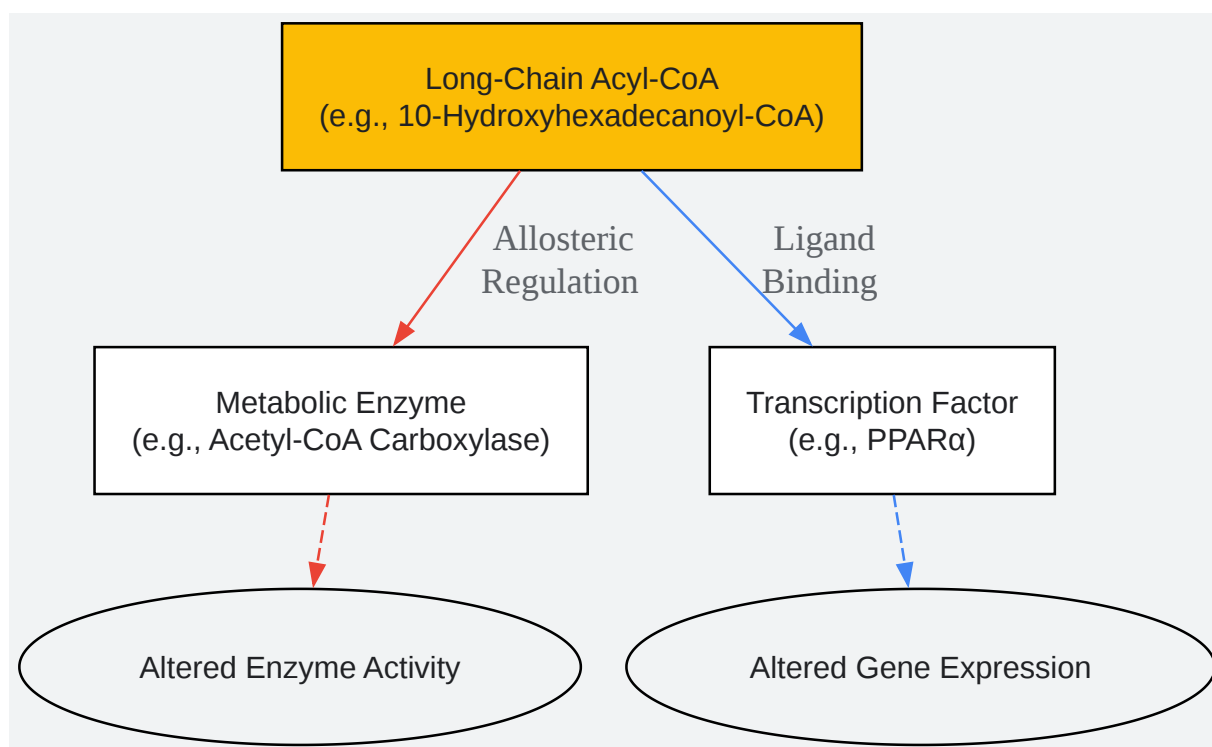 Long-Chain Acyl-CoA
(e.g., 10-Hydroxyhexadecanoyl-CoA)
Allosteric
Regulation
Ligand
Binding
Metabolic Enzyme
(e.g., Acetyl-CoA Carboxylase)
Transcription Factor
(e.g., PPARα)
Altered Enzyme Activity
Altered Gene Expression